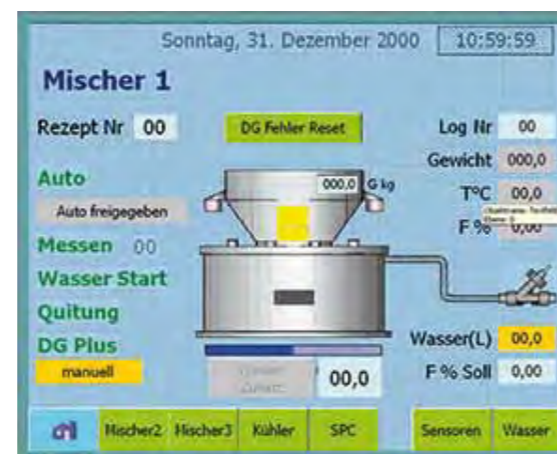 Sonntag, 31. Dezember 2000 10:59:59
Mischer 1
Rezept Nr 00
DG Fehler Reset
Log Nr 00
Gewicht 000,0
000,0 G kg
Auto
T°C 00,0
Auto freigegeben
F % 0,00
Messen 00
Wasser Start
Quitung
DG Plus
Wasser(L) 00,0
manuell
00,0
F % Soll 0,00
Mischer2 Mischer3 Kühler SPC Sensoren Wasser